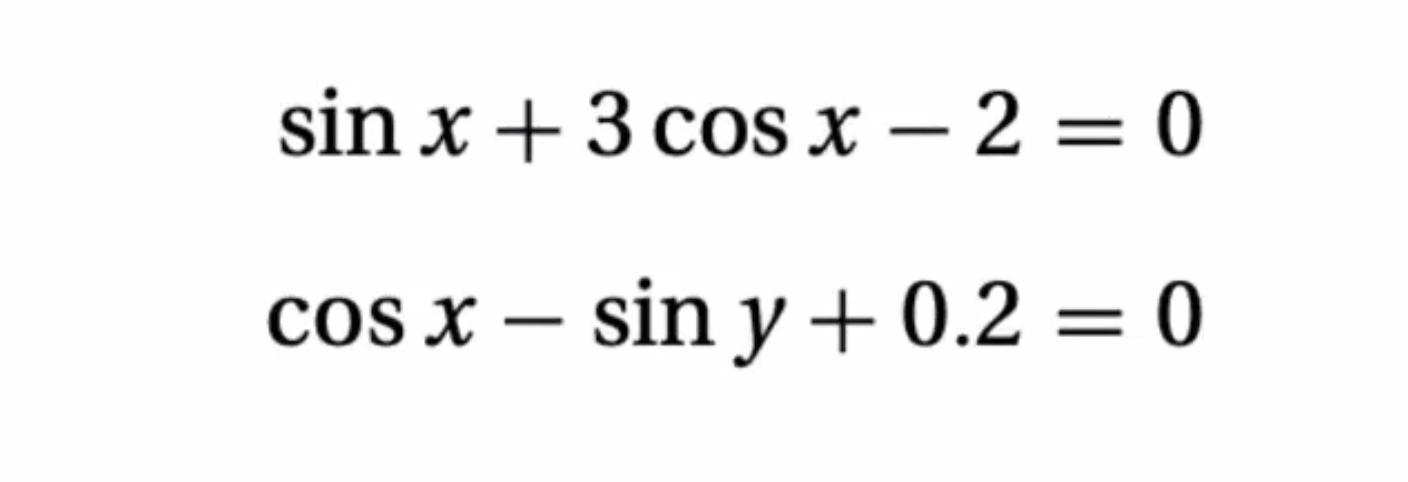 sin x + 3 cos x − 2 = 0
cos x − sin y + 0.2 = 0